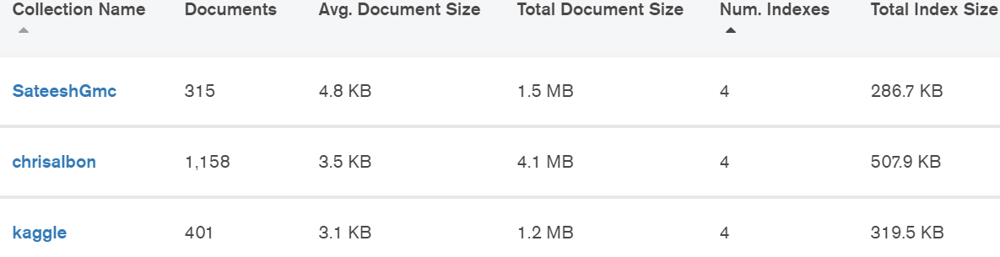 Collection Name Documents Avg. Document Size Total Document Size Num. Indexes Total Index Size
SateeshGmc 315 4.8 KB 1.5 MB 4 286.7 KB
chrisalbon 1,158 3.5 KB 4.1 MB 4 507.9 KB
kaggle 401 3.1 KB 1.2 MB 4 319.5 KB